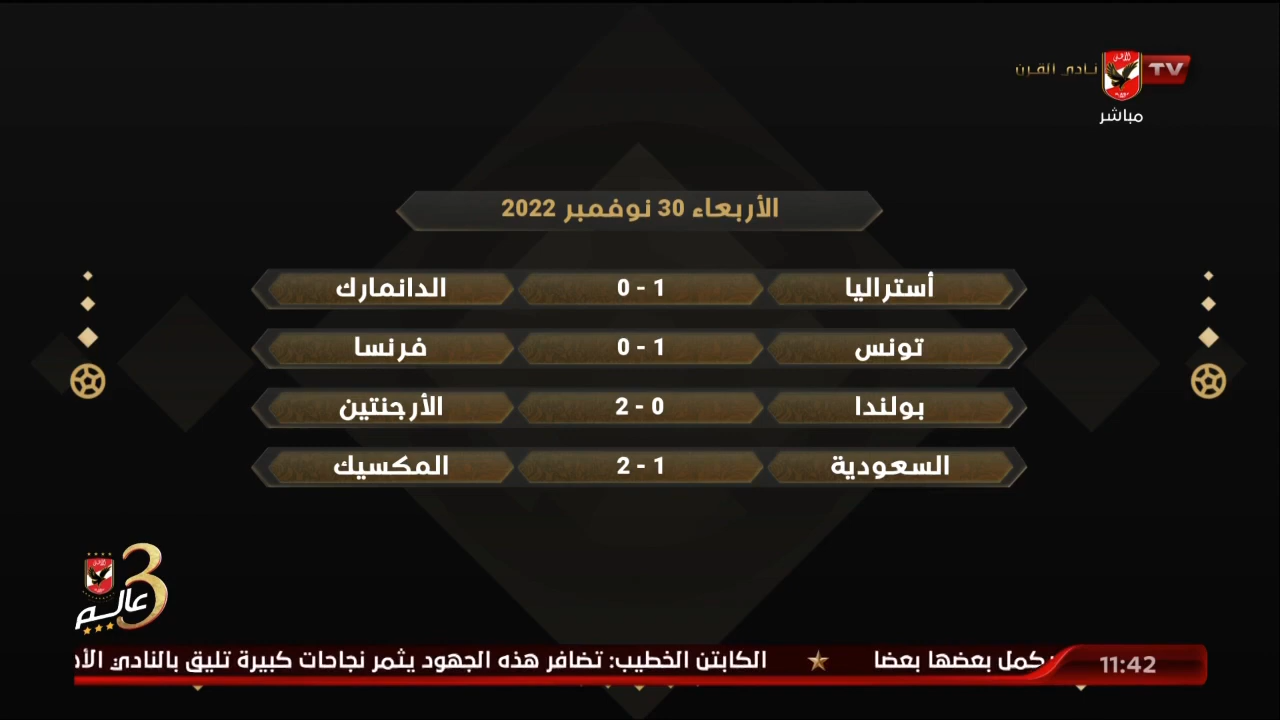 نادي القرن TV
مباشر
الأربعاء 30 نوفمبر 2022
أستراليا 1 - 0 الدانمارك
تونس 1 - 0 فرنسا
بولندا 0 - 2 الأرجنتين
السعودية 1 - 2 المكسيك
3
عالم
11:42 كمل بعضها بعضا الكابتن الخطيب: تضافر هذه الجهود يثمر نجاحات كبيرة تليق بالنادي